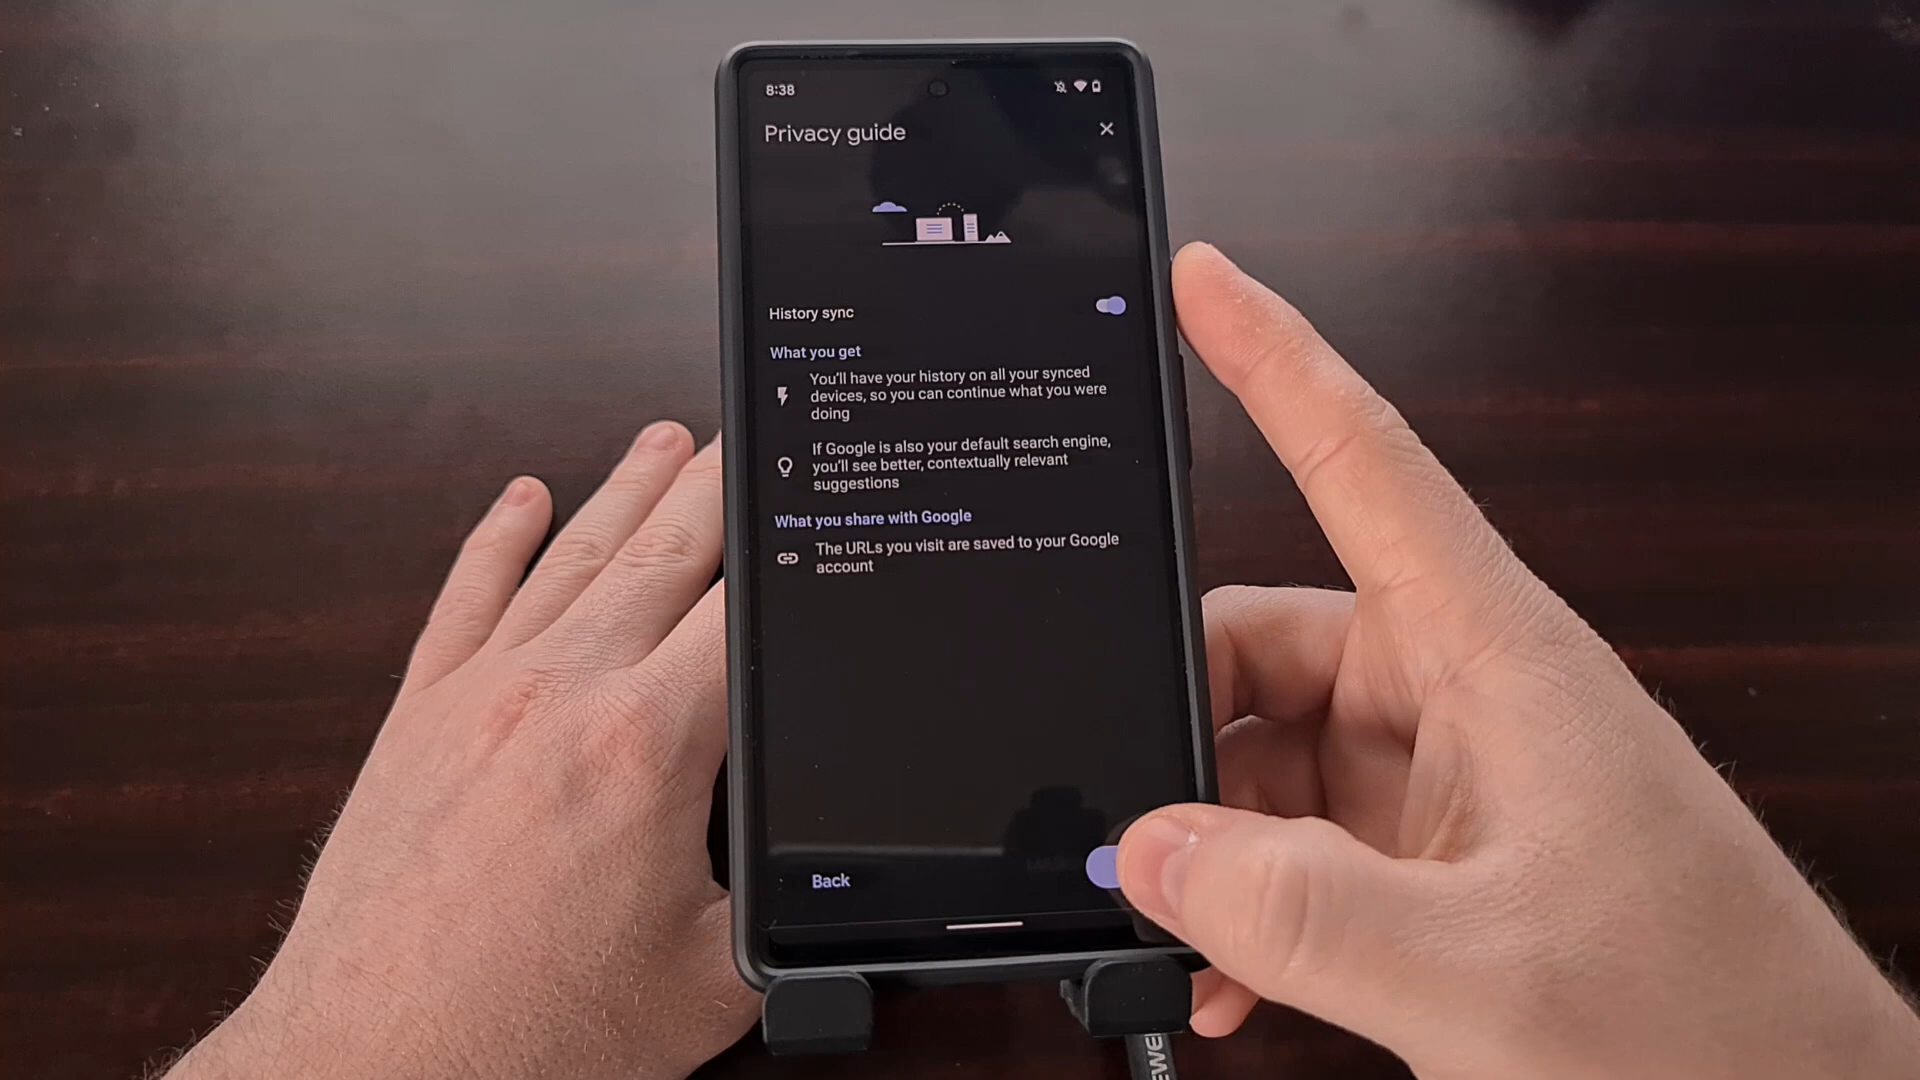 8:38
Privacy guide
History sync
What you get
You'll have your history on all your synced
devices, so you can continue what you were
doing
If Google is also your default search engine,
you'll see better, contextually relevant
suggestions
What you share with Google
The URLs you visit are saved to your Google
account
Back